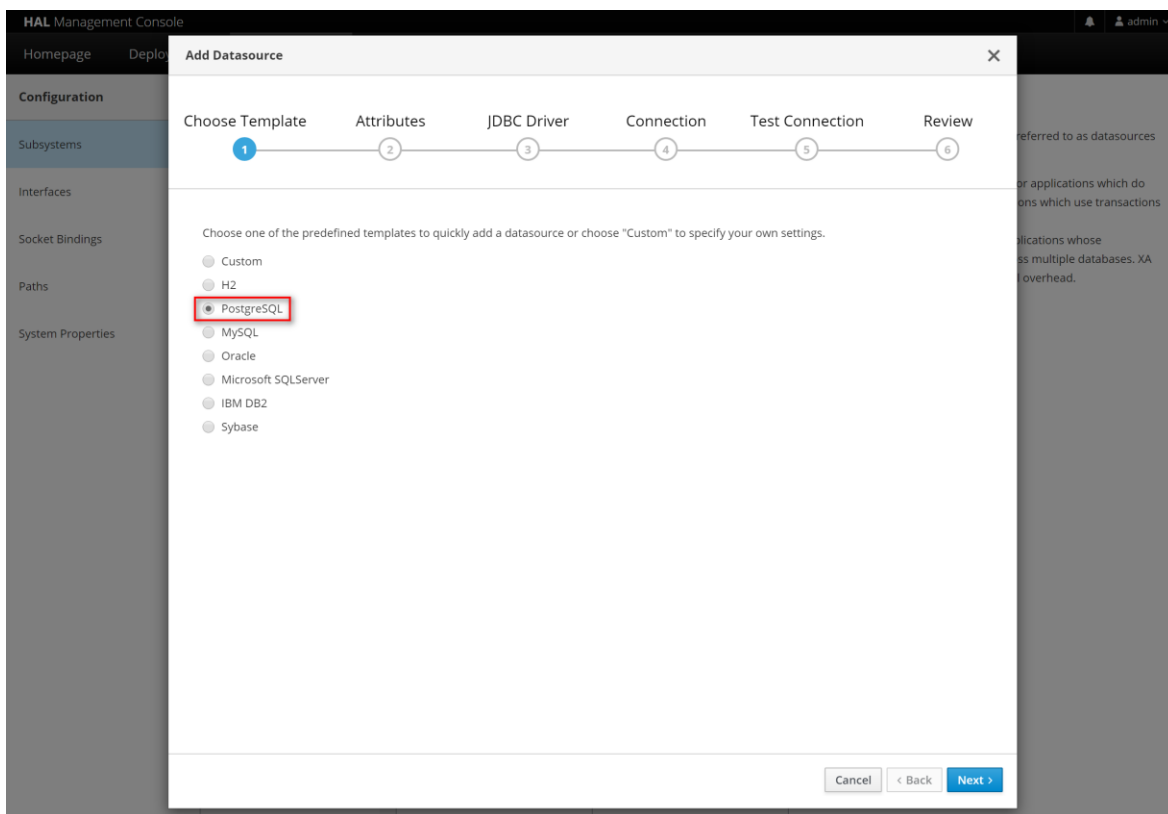 HAL Management Console
admin
Homepage
Add Datasource
Configuration
Choose Template Attributes JDBC Driver Connection Test Connection Review
1 2 3 4 5 6
referred to as datasources
Subsystems
or applications which do
Interfaces
ons which use transactions
Choose one of the predefined templates to quickly add a datasource or choose "Custom" to specify your own settings.
Socket Bindings
plications whose
ss multiple databases. XA
Custom
overhead.
H2
Paths
PostgreSQL
MySQL
System Properties
Oracle
Microsoft SQLServer
IBM DB2
Sybase
Cancel < Back Next >